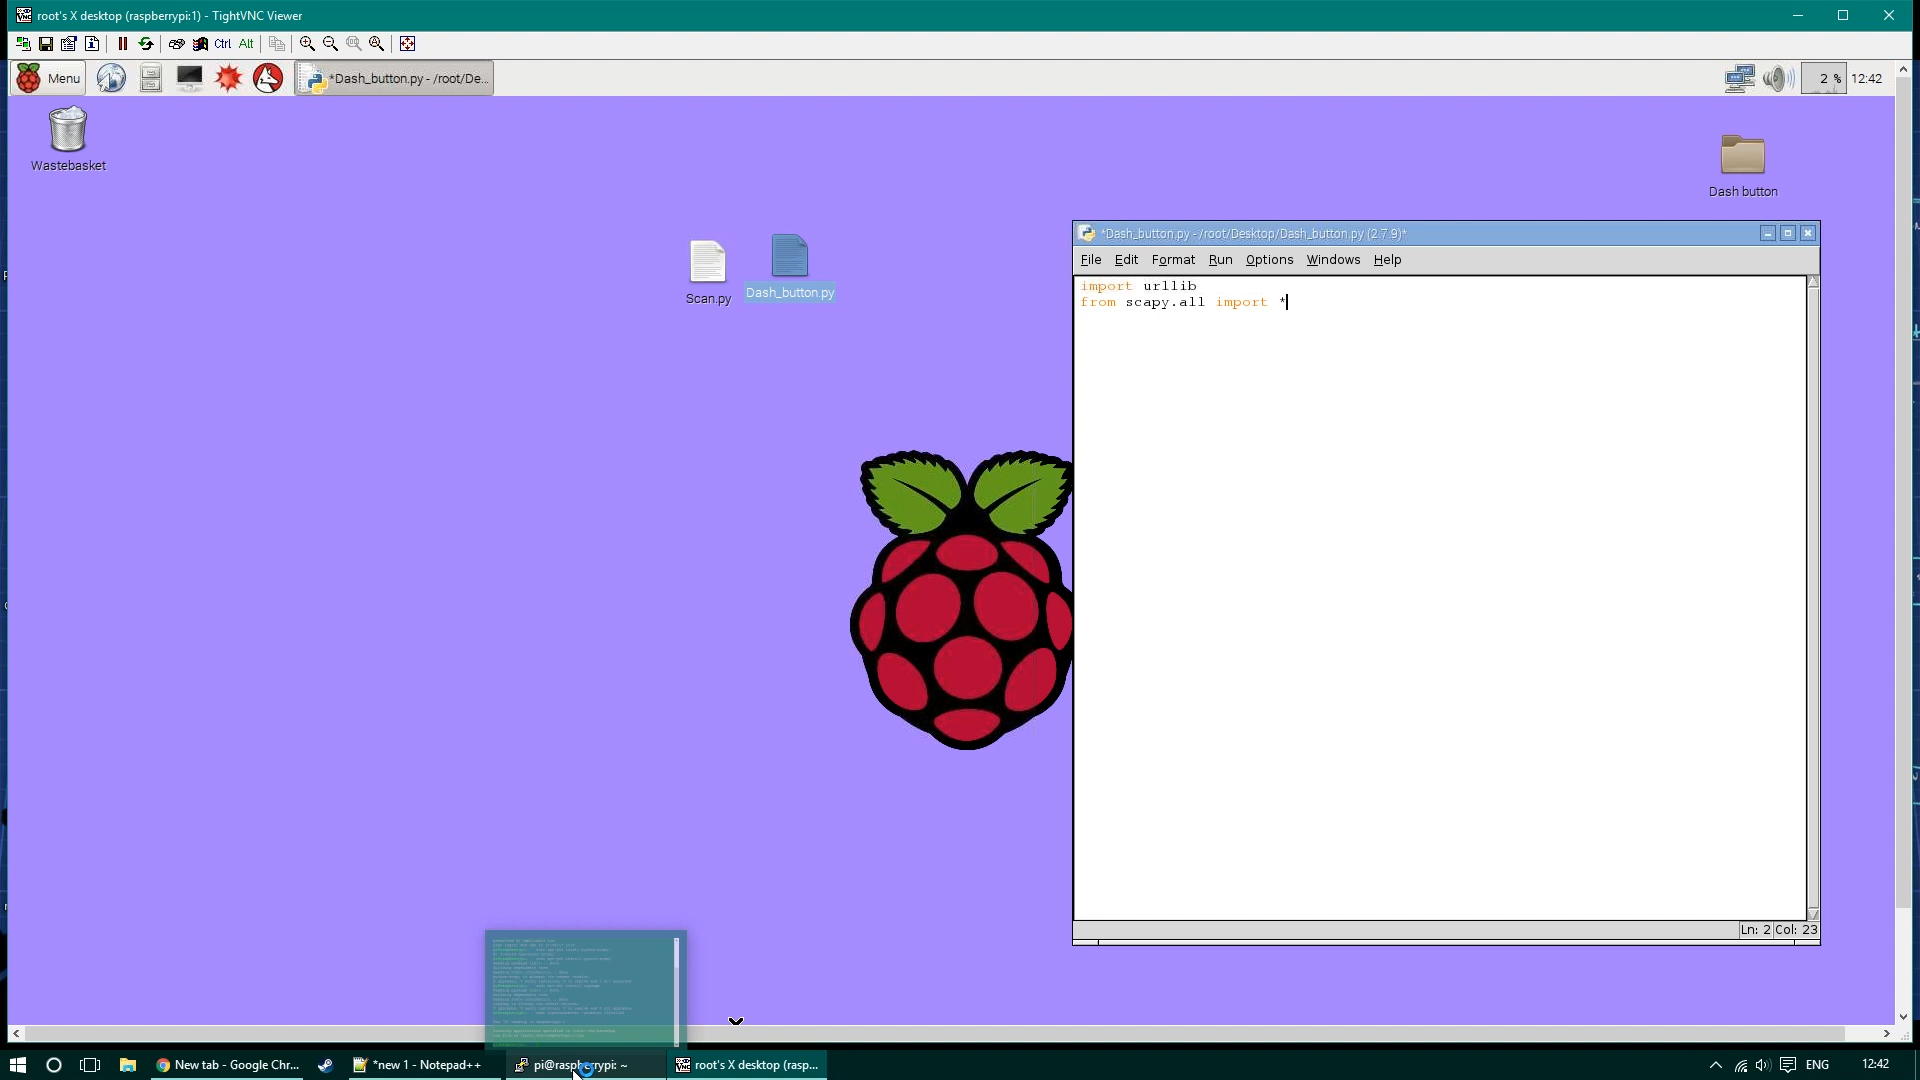 root's X desktop (raspberrypi:1) - TightVNC Viewer
Ctrl Alt
Menu
*Dash_button.py - /root/De...
2 %
12:42
Wastebasket
Dash button
Scan.py
Dash_button.py
*Dash_button.py - /root/Desktop/Dash_button.py (2.7.9)*
File Edit Format Run Options Windows Help
import urllib
from scapy.all import *
Ln: 2 Col: 23
New tab - Google Chr...
*new 1 - Notepad++
pi@raspberrypi: ~
root's X desktop (rasp...
ENG
12:42